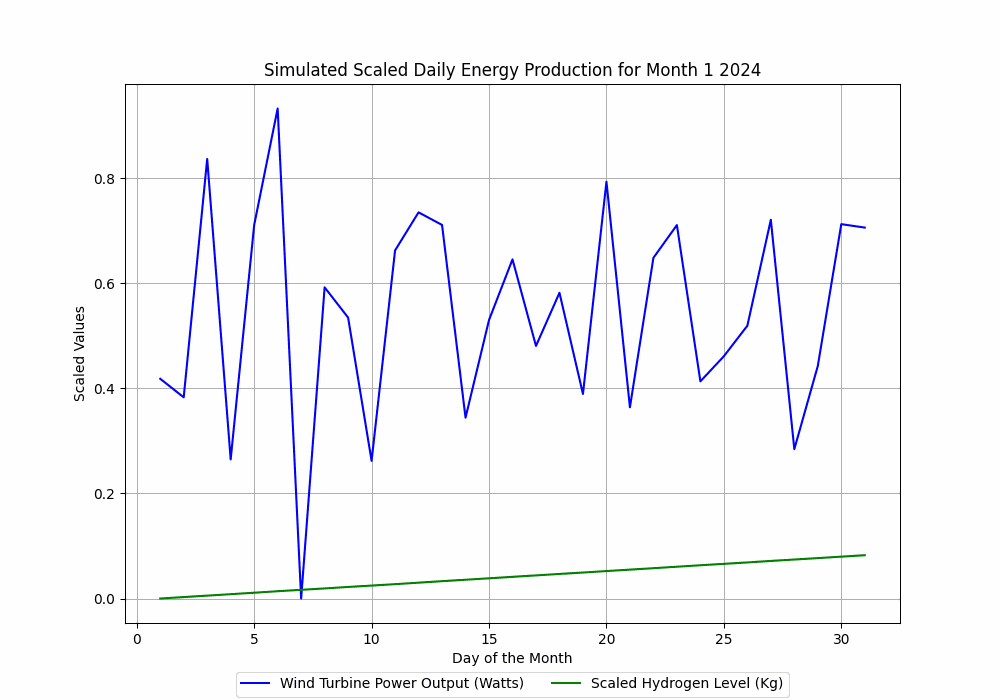 Simulated Scaled Daily Energy Production for Month 1 2024
Scaled Values
0.8
0.6
0.4
0.2
0.0
0 5 10 15 20 25 30
Day of the Month
Wind Turbine Power Output (Watts) Scaled Hydrogen Level (Kg)